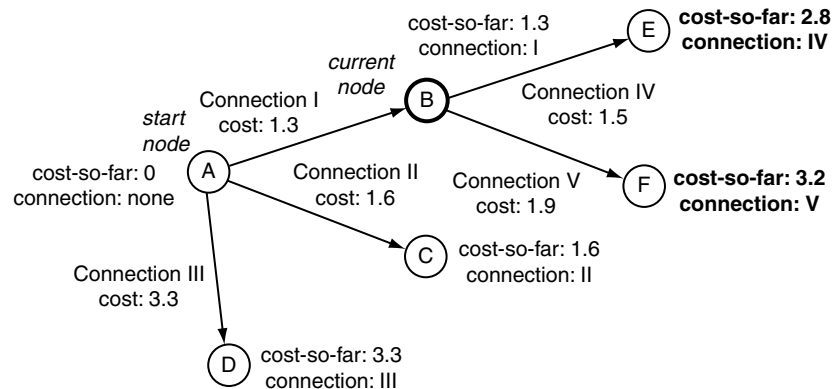 cost-so-far: 1.3
connection: I
E
cost-so-far: 2.8
connection: IV
current
node
B
Connection IV
cost: 1.5
Connection I
cost: 1.3
start
node
A
cost-so-far: 0
connection: none
Connection II
cost: 1.6
Connection V
cost: 1.9
F
cost-so-far: 3.2
connection: V
C
cost-so-far: 1.6
connection: II
Connection III
cost: 3.3
D
cost-so-far: 3.3
connection: III